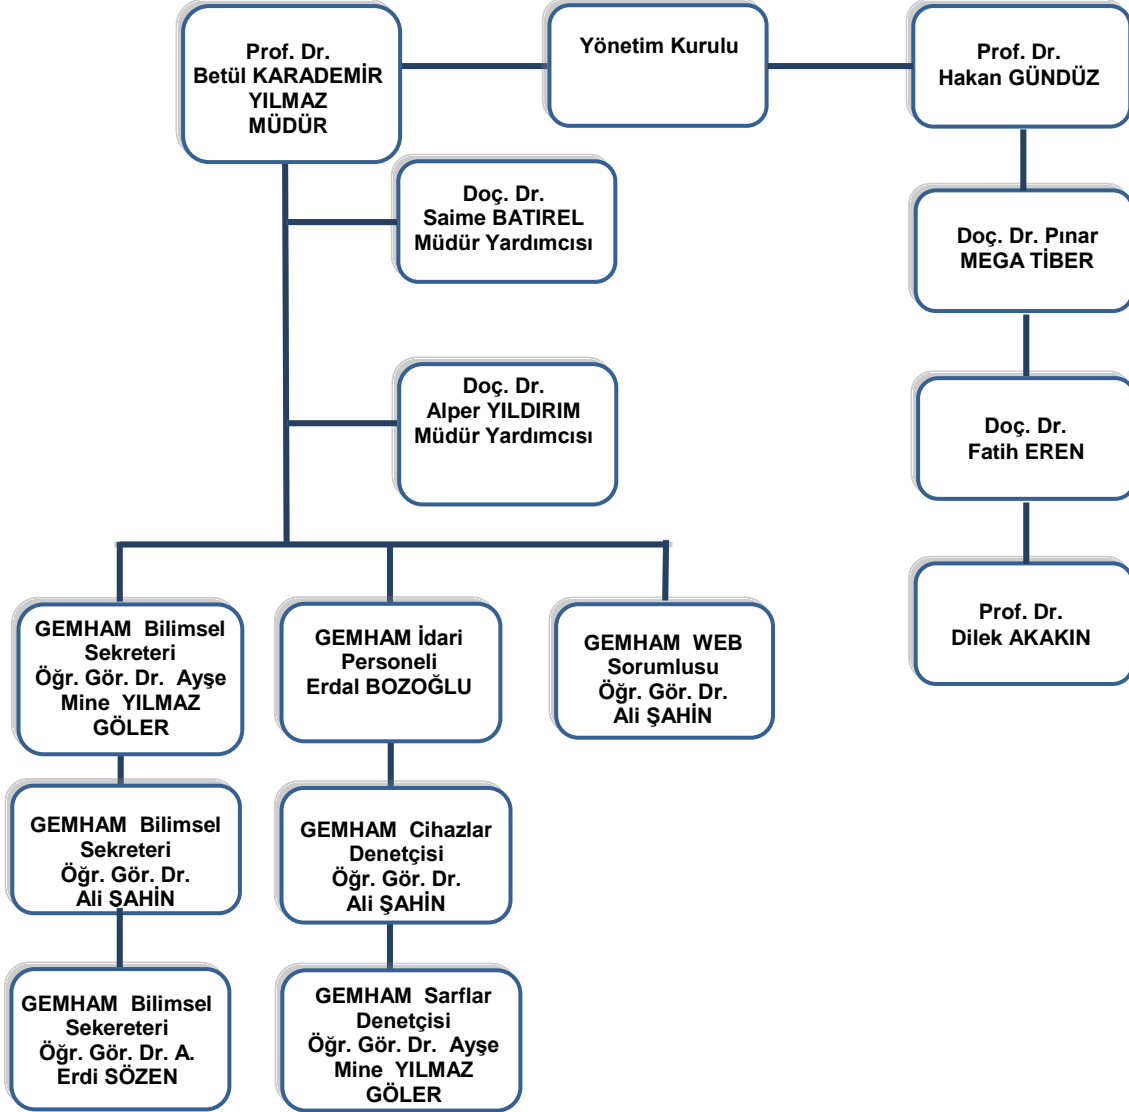 Prof. Dr.
Betül KARADEMİR
YILMAZ
MÜDÜR
Yönetim Kurulu
Prof. Dr.
Hakan GÜNDÜZ
Doç. Dr.
Saime BATIREL
Müdür Yardımcısı
Doç. Dr. Pınar
MEGA TİBER
Doç. Dr.
Alper YILDIRIM
Müdür Yardımcısı
Doç. Dr.
Fatih EREN
Prof. Dr.
Dilek AKAKIN
GEMHAM Bilimsel
Sekreteri
Öğr. Gör. Dr. Ayşe
Mine YILMAZ
GÖLER
GEMHAM İdari
Personeli
Erdal BOZOĞLU
GEMHAM WEB
Sorumlusu
Öğr. Gör. Dr.
Ali ŞAHİN
GEMHAM Bilimsel
Sekreteri
Öğr. Gör. Dr.
Ali ŞAHİN
GEMHAM Cihazlar
Denetçisi
Öğr. Gör. Dr.
Ali ŞAHİN
GEMHAM Bilimsel
Sekereteri
Öğr. Gör. Dr. A.
Erdi SÖZEN
GEMHAM Sarflar
Denetçisi
Öğr. Gör. Dr. Ayşe
Mine YILMAZ
GÖLER